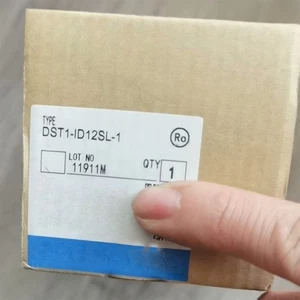 TYPE
DST1-ID12SL-1
Ro
LOT NO
11911M
QTY
1